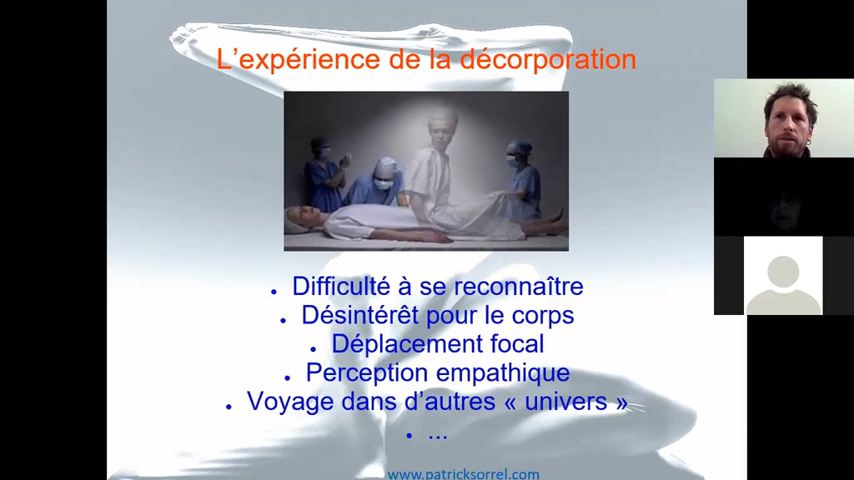 L’expérience de la décorporation
• Difficulté à se reconnaître
• Désintérêt pour le corps
• Déplacement focal
• Perception empathique
• Voyage dans d’autres « univers »
• ...
www.patricksorrel.com